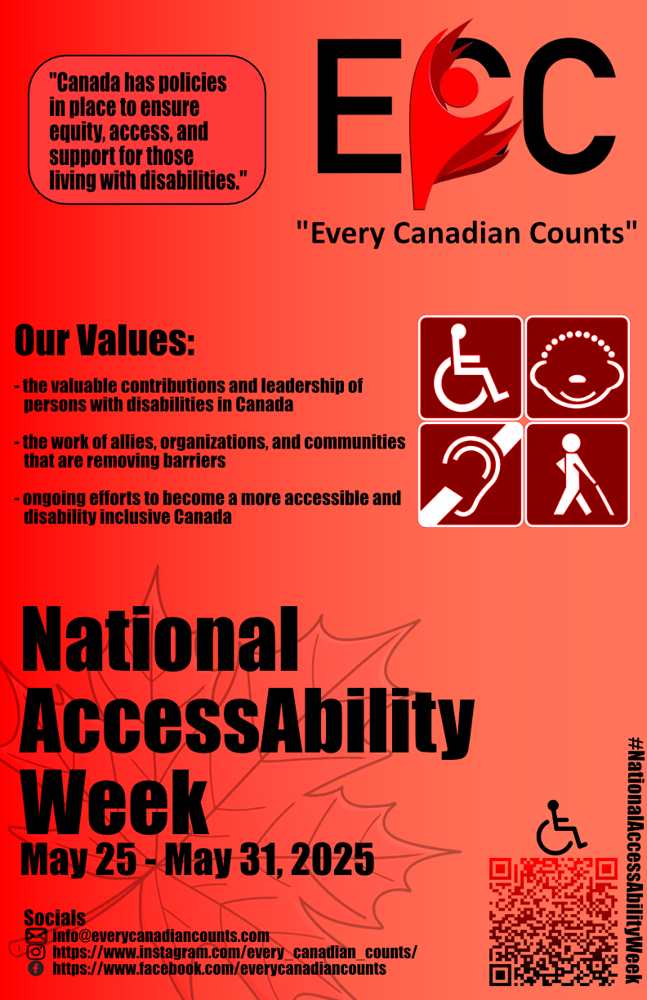 "Canada has policies
in place to ensure
equity, access, and
support for those
living with disabilities."
ECC
"Every Canadian Counts"
Our Values:
- the valuable contributions and leadership of
persons with disabilities in Canada
- the work of allies, organizations, and communities
that are removing barriers
- ongoing efforts to become a more accessible and
disability inclusive Canada
National
AccessAbility
Week
May 25 - May 31, 2025
#NationalAccessAbilityWeek
Socials
info@everycanadiancounts.com
https://www.instagram.com/every_canadian_counts/
https://www.facebook.com/everycanadiancounts